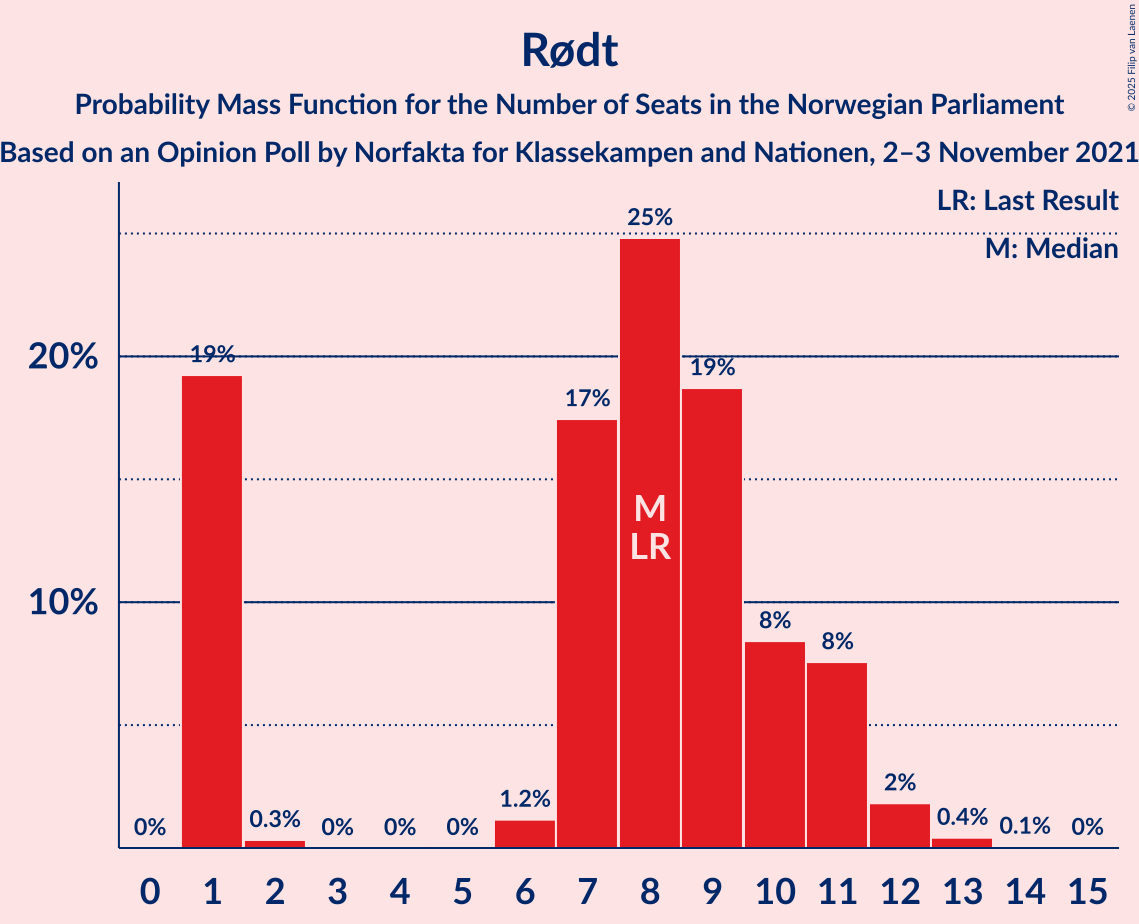 Rødt
Probability Mass Function for the Number of Seats in the Norwegian Parliament
Based on an Opinion Poll by Norfakta for Klassekampen and Nationen, 2–3 November 2021
© 2025 Filip van Laenen
LR: Last Result
M: Median
20%
10%
0%
19%
0.3%
0%
0%
0%
1.2%
17%
25%
19%
8%
8%
2%
0.4%
0.1%
0%
M
LR
0 1 2 3 4 5 6 7 8 9 10 11 12 13 14 15